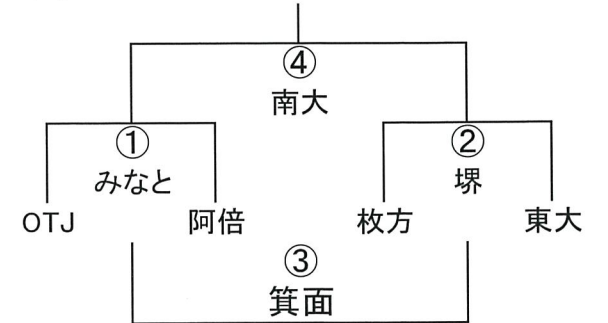 ④
南大
①
みなと
②
堺
OTJ
阿倍
枚方
東大
③
箕面